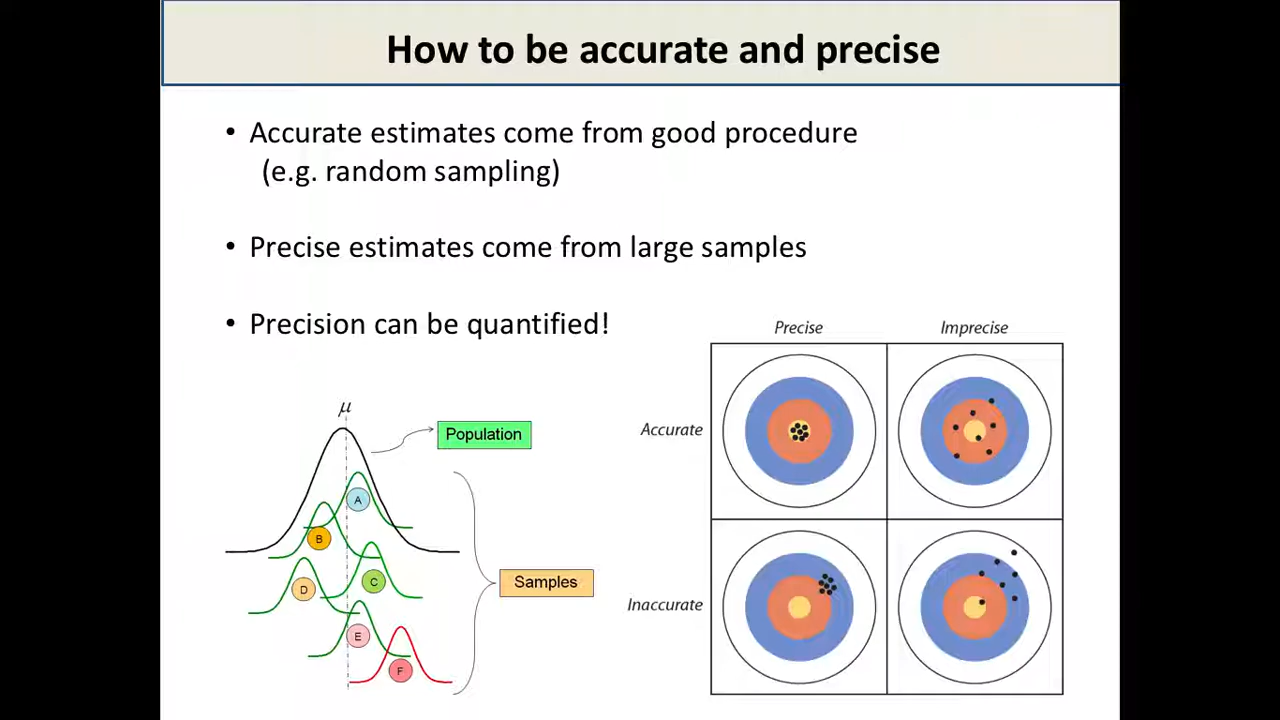 How to be accurate and precise
• Accurate estimates come from good procedure
(e.g. random sampling)
• Precise estimates come from large samples
• Precision can be quantified!
Precise
Imprecise
Accurate
Inaccurate
μ
Population
A
B
C
D
E
F
Samples